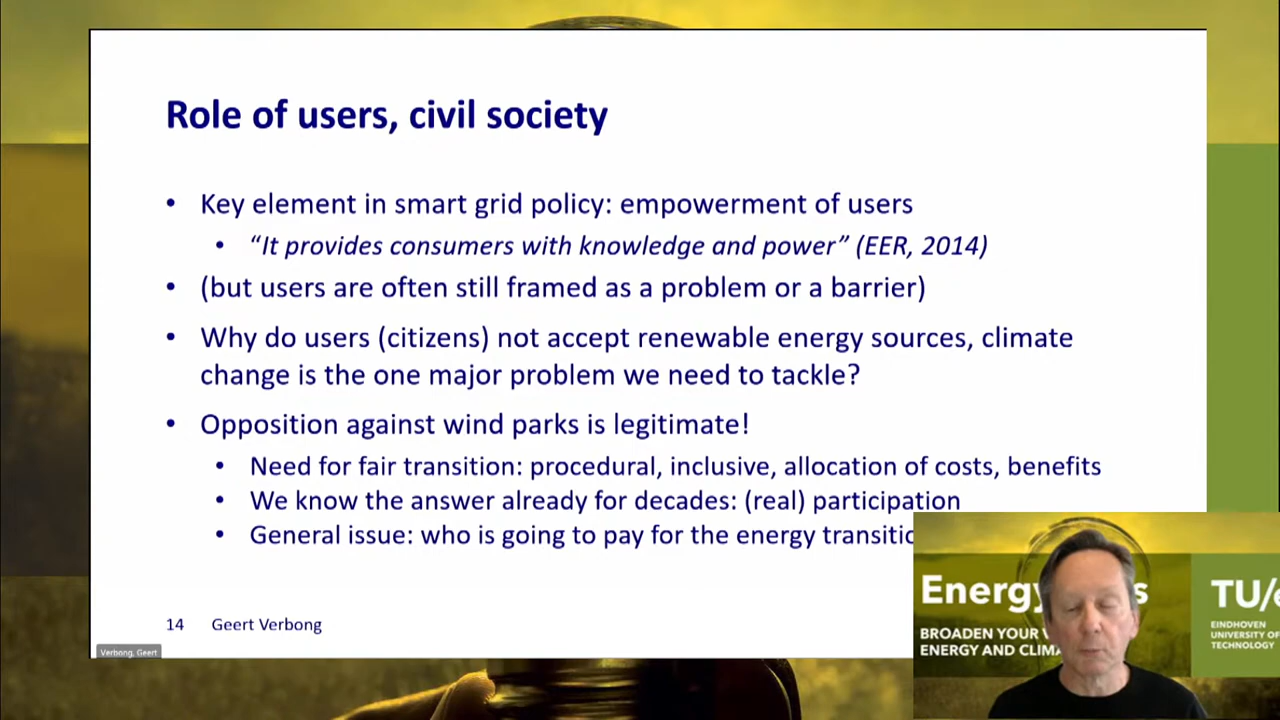 Role of users, civil society
• Key element in smart grid policy: empowerment of users
• “It provides consumers with knowledge and power” (EER, 2014)
• (but users are often still framed as a problem or a barrier)
• Why do users (citizens) not accept renewable energy sources, climate
change is the one major problem we need to tackle?
• Opposition against wind parks is legitimate!
• Need for fair transition: procedural, inclusive, allocation of costs, benefits
• We know the answer already for decades: (real) participation
• General issue: who is going to pay for the energy
14 Geert Verbong
Verbong, Geert
Energy
BROADEN YOUR
ENERGY AND
TU/e
EINDHOVEN
UNIVERSITY OF
TECHNOLOGY